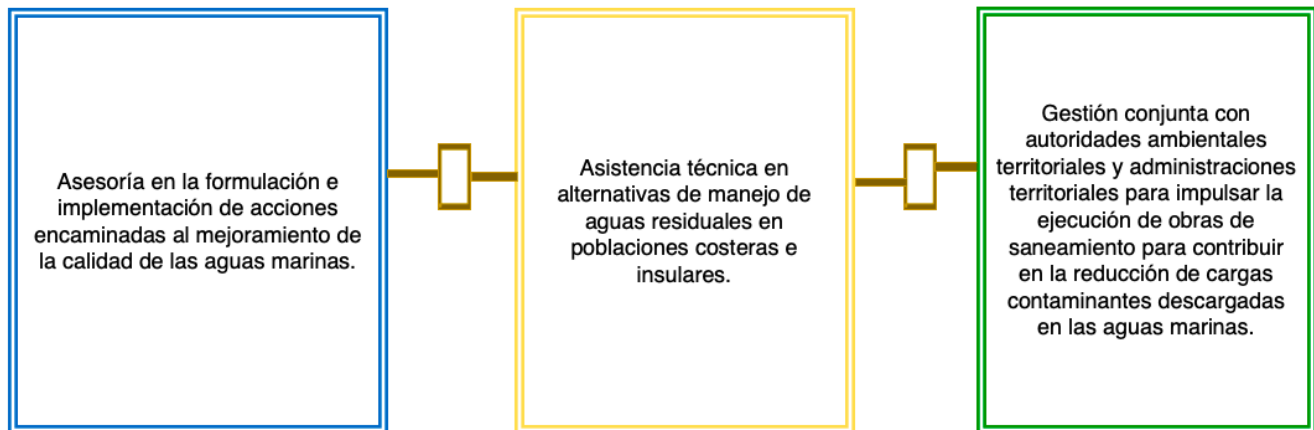 Asesoría en la formulación e
implementación de acciones
encaminadas al mejoramiento de
la calidad de las aguas marinas.
Asistencia técnica en
alternativas de manejo de
aguas residuales en
poblaciones costeras e
insulares.
Gestión conjunta con
autoridades ambientales
territoriales y administraciones
territoriales para impulsar la
ejecución de obras de
saneamiento para contribuir
en la reducción de cargas
contaminantes descargadas
en las aguas marinas.